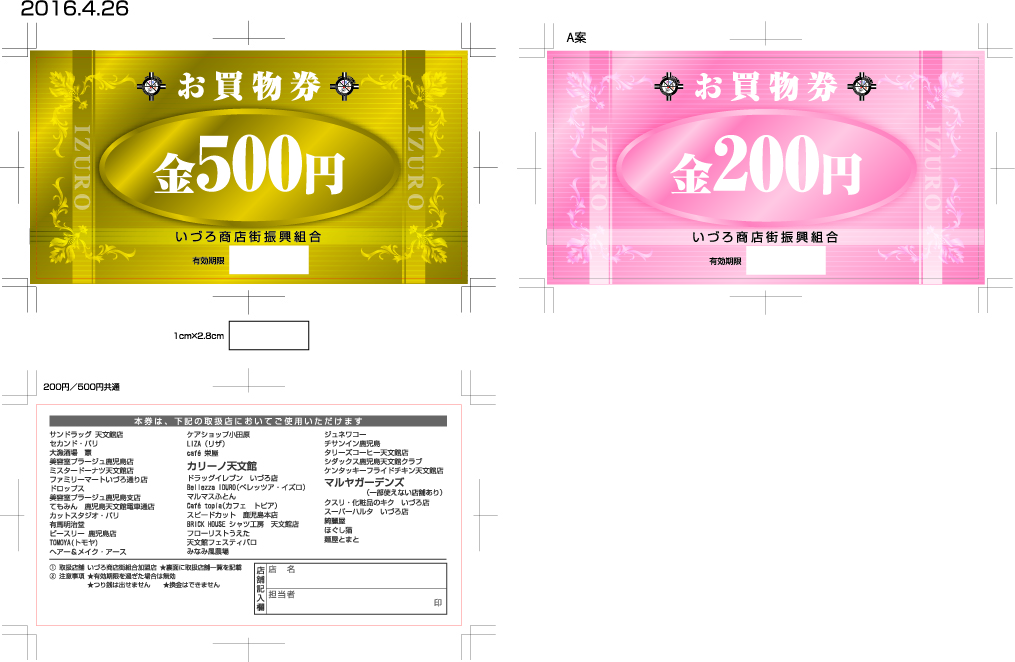 2016.4.26
お買物券
IZURO
IZURO
金500円
いづろ商店街振興組合
有効期限
A案
お買物券
IZURO
IZURO
金200円
いづろ商店街振興組合
有効期限
1cm×2.8cm
200円／500円共通
本券は、下記の取扱店においてご使用いただけます
サンドラッグ 天文館店
セカンド・パリ
大漁酒場
美容室プラージュ鹿児島店
ミスタードーナツ天文館店
ファミリーマートいづろ通り店
ドロップス
美容室プラージュ鹿児島支店
てもみん 鹿児島天文館電車通店
カットスタジオ・パリ
有馬明治堂
ピースリー 鹿児島店
TOMOYA(トモヤ)
ヘアー&メイク・アース
ケアショップ小田原
LIZA (リザ)
café 栄屋
カリーノ天文館
ドラッグイレブン いづろ店
Bellezza IOURO(ベレッツア・イズロ)
マルマスふとん
Café topia(カフェ トピア)
スピードカット 鹿児島本店
BRICK HOUSE シャツ工房 天文館店
フローリストうえた
天文館フェスティバロ
みなみ風農場
ジュネワコー
チサンイン鹿児島
タリーズコーヒー天文館店
シダックス鹿児島天文館クラブ
ケンタッキーフライドチキン天文館店
マルヤガーデンズ
(一部使えない店舗あり)
クスリ・化粧品のキク いづろ店
スーパーハルタ いづろ店
綺麗屋
ほぐし猫
麺屋とまと
① 取扱店舗 いづろ商店街組合加盟店 ★裏面に取扱店舗一覧を記載
② 注意事項 ★有効期限を過ぎた場合は無効
★つり銭は出せません ★換金はできません
店舗記入欄
店 名
担当者
印